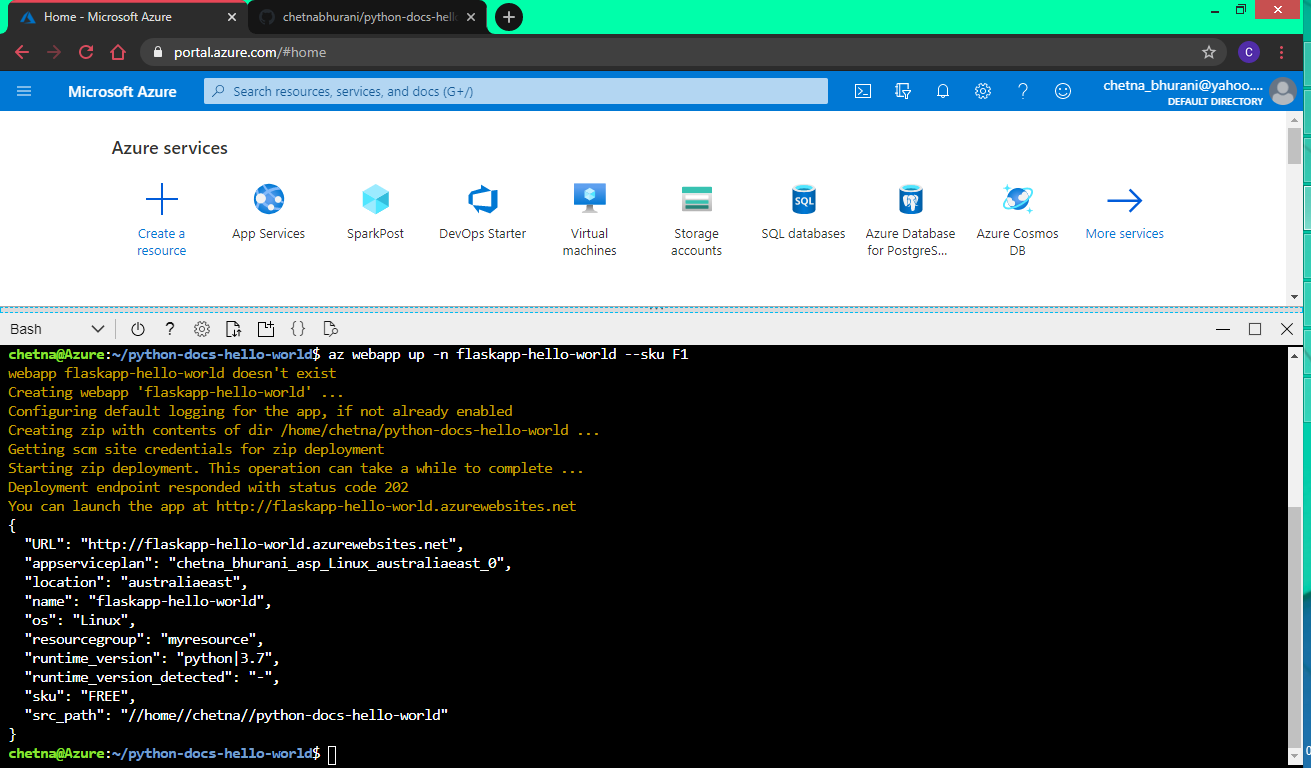 Home - Microsoft Azure
chetnabhurani/python-docs-hell
portal.azure.com/#home
C
Microsoft Azure
Search resources, services, and docs (G+/)
chetna_bhurani@yahoo....
DEFAULT DIRECTORY
Azure services
Create a
resource
App Services
SparkPost
DevOps Starter
Virtual
machines
Storage
accounts
SQL
SQL databases
Azure Database
for PostgreS...
Azure Cosmos
DB
More services
Bash
chetna@Azure:~/python-docs-hello-world$ az webapp up -n flaskapp-hello-world --sku F1
webapp flaskapp-hello-world doesn't exist
Creating webapp 'flaskapp-hello-world' ...
Configuring default logging for the app, if not already enabled
Creating zip with contents of dir /home/chetna/python-docs-hello-world ...
Getting scm site credentials for zip deployment
Starting zip deployment. This operation can take a while to complete ...
Deployment endpoint responded with status code 202
You can launch the app at http://flaskapp-hello-world.azurewebsites.net
{
  "URL": "http://flaskapp-hello-world.azurewebsites.net",
  "appserviceplan": "chetna_bhurani_asp_Linux_australiaeast_0",
  "location": "australiaeast",
  "name": "flaskapp-hello-world",
  "os": "Linux",
  "resourcegroup": "myresource",
  "runtime_version": "python|3.7",
  "runtime_version_detected": "-",
  "sku": "FREE",
  "src_path": "//home//chetna//python-docs-hello-world"
}
chetna@Azure:~/python-docs-hello-world$